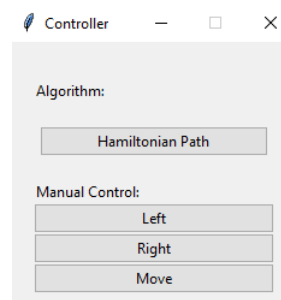 Controller
Algorithm:
Hamiltonian Path
Manual Control:
Left
Right
Move